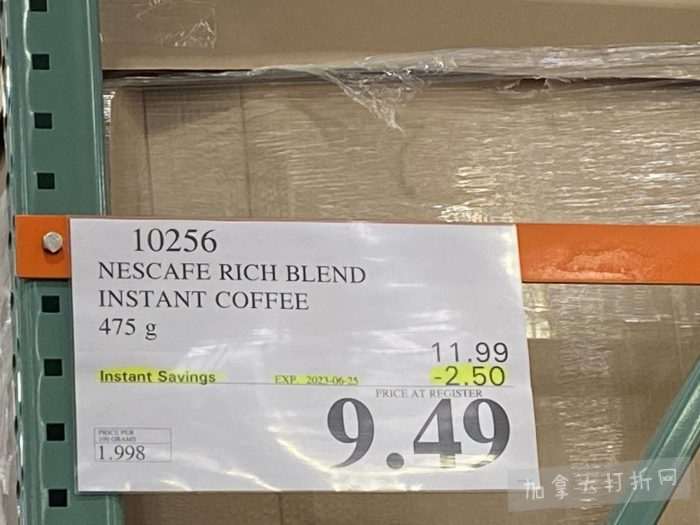 10256
NESCAFE RICH BLEND
INSTANT COFFEE
475 g
11.99
Instant Savings EXP. 2023-06-25 -2.50
PRICE AT REGISTER
9.49
PRICE PER
100 GRAMS
1.998
加拿大打折网